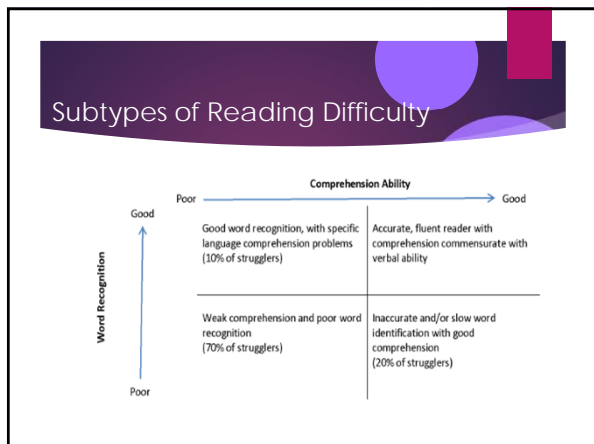 Subtypes of Reading Difficulty
Comprehension Ability
Poor
Good
Good
Word Recognition
Good word recognition, with specific
language comprehension problems
(10% of strugglers)
Accurate, fluent reader with
comprehension commensurate with
verbal ability
Weak comprehension and poor word
recognition
(70% of strugglers)
Inaccurate and/or slow word
identification with good
comprehension
(20% of strugglers)
Poor